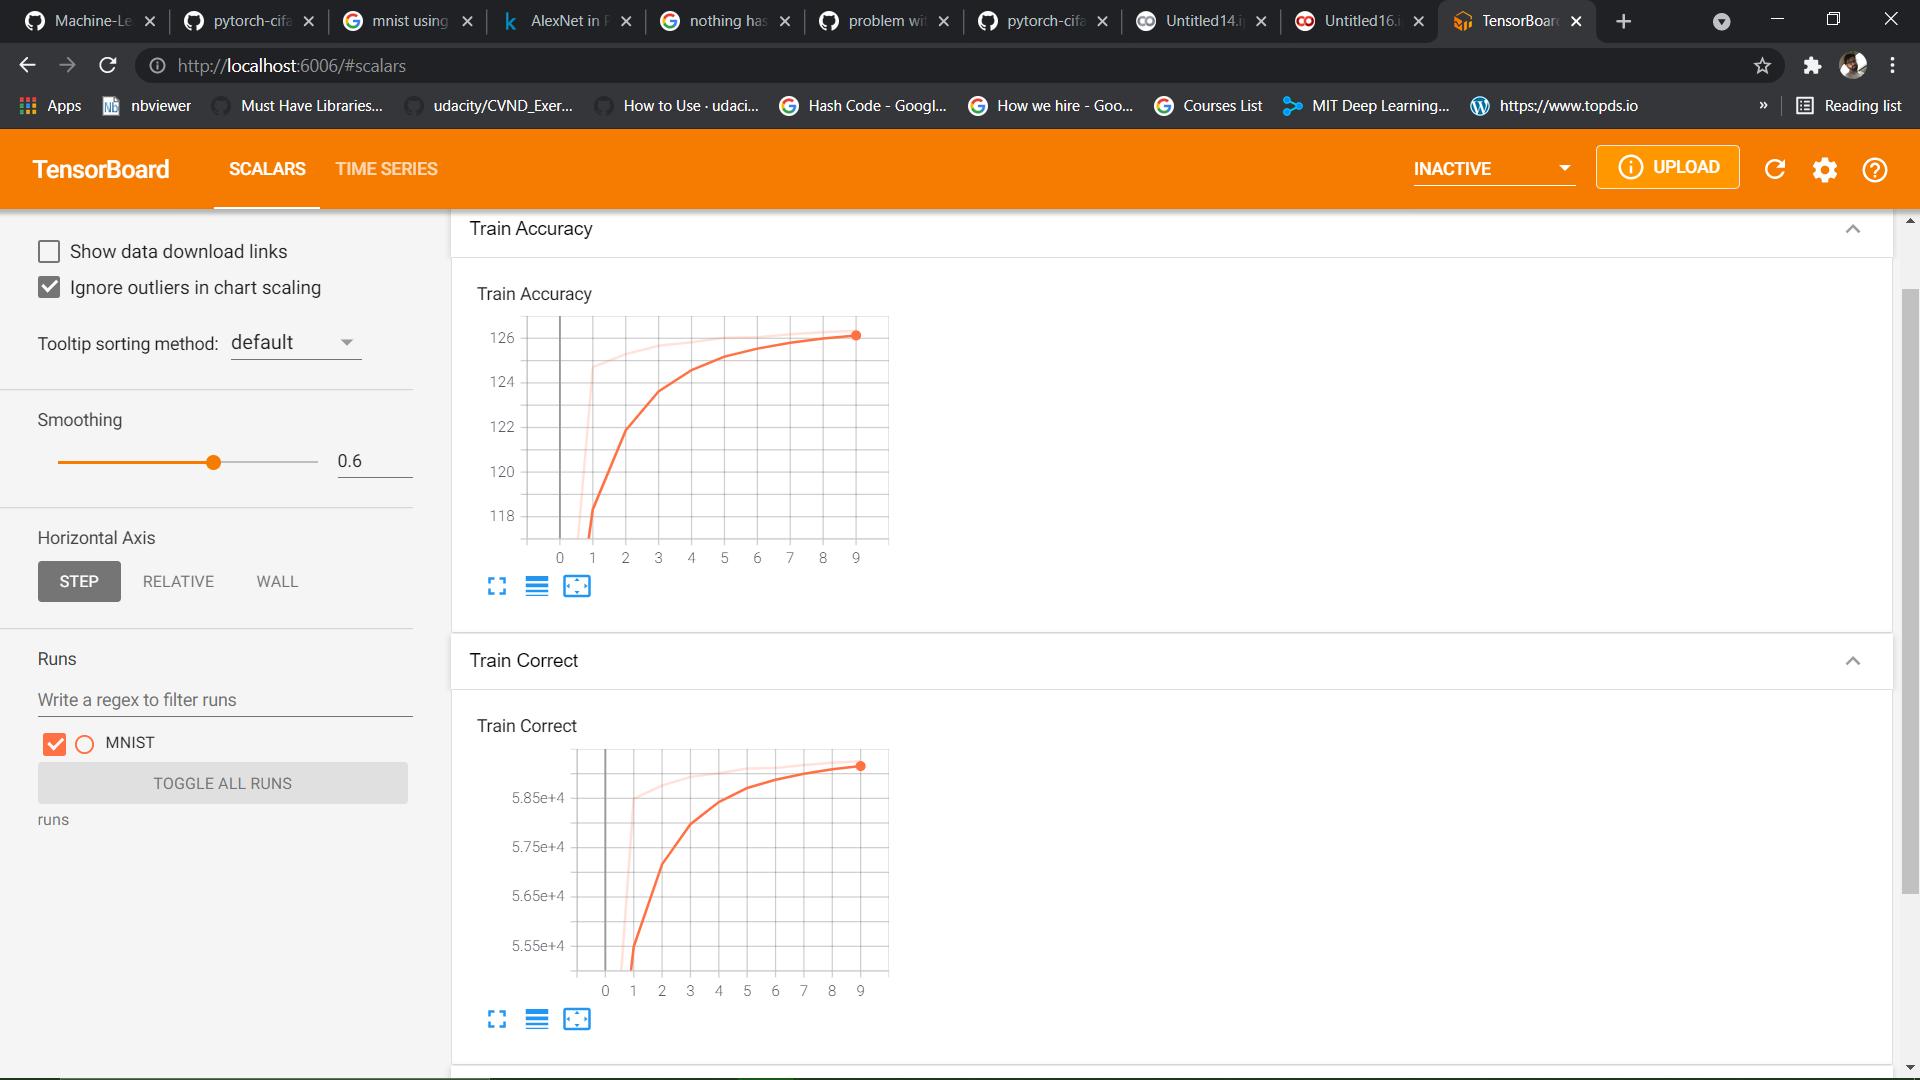 Machine-Le
pytorch-cifa
mnist using
AlexNet in P
nothing has
problem wit
pytorch-cifa
Untitled14.i
Untitled16.i
TensorBoard
http://localhost:6006/#scalars
Apps
nbviewer
Must Have Libraries...
udacity/CVND_Exer...
How to Use · udaci...
Hash Code - Googl...
How we hire - Goo...
Courses List
MIT Deep Learning...
https://www.topds.io
»
Reading list
TensorBoard
SCALARS
TIME SERIES
INACTIVE
UPLOAD
Show data download links
Ignore outliers in chart scaling
Tooltip sorting method: default
Smoothing
0.6
Horizontal Axis
STEP
RELATIVE
WALL
Runs
Write a regex to filter runs
MNIST
TOGGLE ALL RUNS
runs
Train Accuracy
Train Accuracy
126
124
122
120
118
0 1 2 3 4 5 6 7 8 9
Train Correct
Train Correct
5.85e+4
5.75e+4
5.65e+4
5.55e+4
0 1 2 3 4 5 6 7 8 9